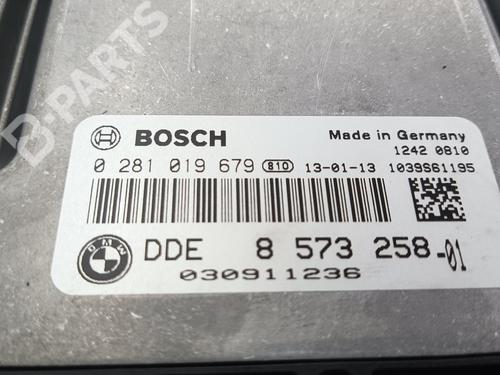 BOSCH
Made in Germany
1242 0810
0 281 019 679 810 13-01-13 1039S61195
BMW
DDE 8 573 258-01
030911236